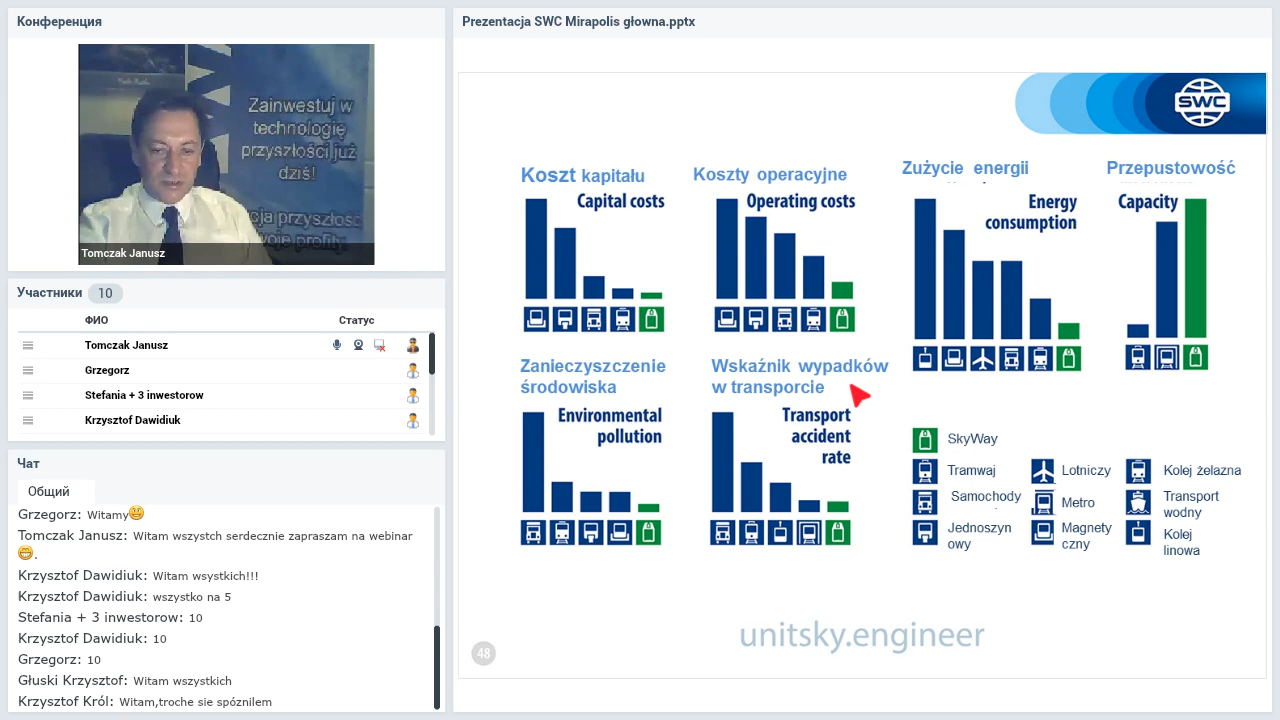 Конференция
Zainwestuj w
technologię
przyszłości już
dziś!
cja przyszłośc
woje profity.
Tomczak Janusz
Участники 10
ФИО Статус
Tomczak Janusz
Grzegorz
Stefania + 3 inwestorow
Krzysztof Dawidiuk
Чат
Общий
Grzegorz: Witamy
Tomczak Janusz: Witam wszystch serdecznie zapraszam na webinar
.
Krzysztof Dawidiuk: Witam wsystkich!!!
Krzysztof Dawidiuk: wszystko na 5
Stefania + 3 inwestorow: 10
Krzysztof Dawidiuk: 10
Grzegorz: 10
Głuski Krzysztof: Witam wszystkich
Krzysztof Król: Witam,troche sie spóznilem
Prezentacja SWC Mirapolis głowna.pptx
SWC
Koszt kapitału
Capital costs
Koszty operacyjne
Operating costs
Zużycie energii
Energy
consumption
Przepustowość
Capacity
Zanieczyszczenie
środowiska
Environmental
pollution
Wskaźnik wypadków
w transporcie
Transport
accident
rate
SkyWay
Tramwaj
Lotniczy
Kolej żelazna
Samochody
Metro
Transport
wodny
Jednoszyn
owy
Magnety
czny
Kolej
linowa
unitsky.engineer
48